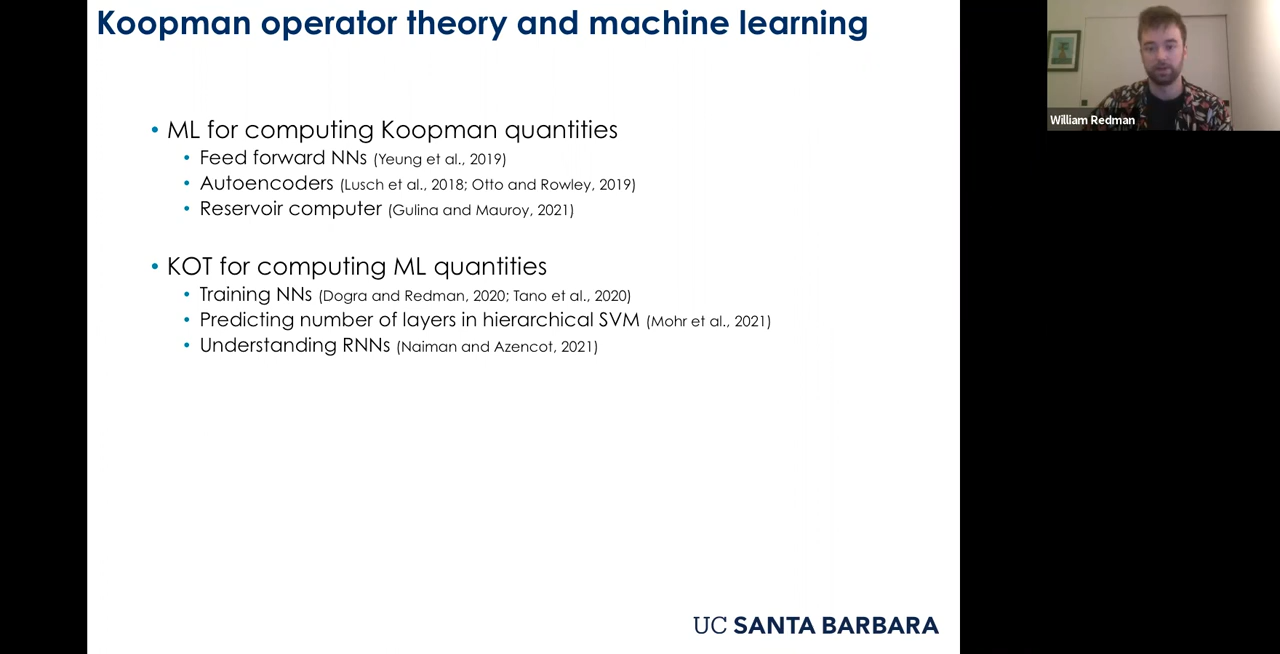 Koopman operator theory and machine learning
• ML for computing Koopman quantities
• Feed forward NNs (Yeung et al., 2019)
• Autoencoders (Lusch et al., 2018; Otto and Rowley, 2019)
• Reservoir computer (Gulina and Mauroy, 2021)
• KOT for computing ML quantities
• Training NNs (Dogra and Redman, 2020; Tano et al., 2020)
• Predicting number of layers in hierarchical SVM (Mohr et al., 2021)
• Understanding RNNs (Naiman and Azencot, 2021)
UC SANTA BARBARA
William Redman